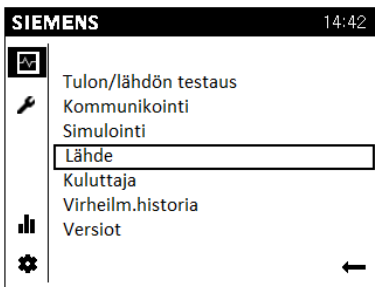 SIEMENS 14:42
Tulon/lähdön testaus
Kommunikointi
Simulointi
Lähde
Kuluttaja
Virheilm.historia
Versiot